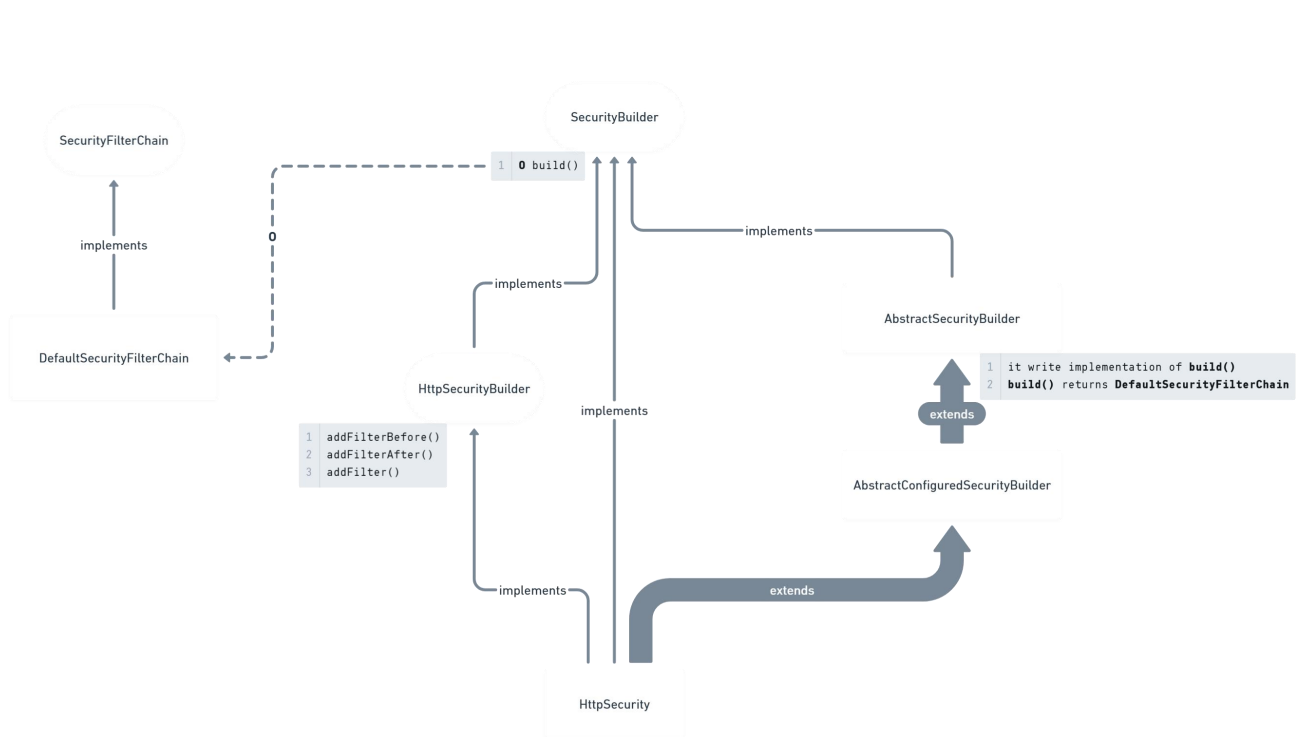 SecurityBuilder
SecurityFilterChain
1 O build()
implements
O
implements
implements
AbstractSecurityBuilder
DefaultSecurityFilterChain
1 it write implementation of build()
2 build() returns DefaultSecurityFilterChain
HttpSecurityBuilder
implements
extends
1 addFilterBefore()
2 addFilterAfter()
3 addFilter()
AbstractConfiguredSecurityBuilder
implements
extends
HttpSecurity